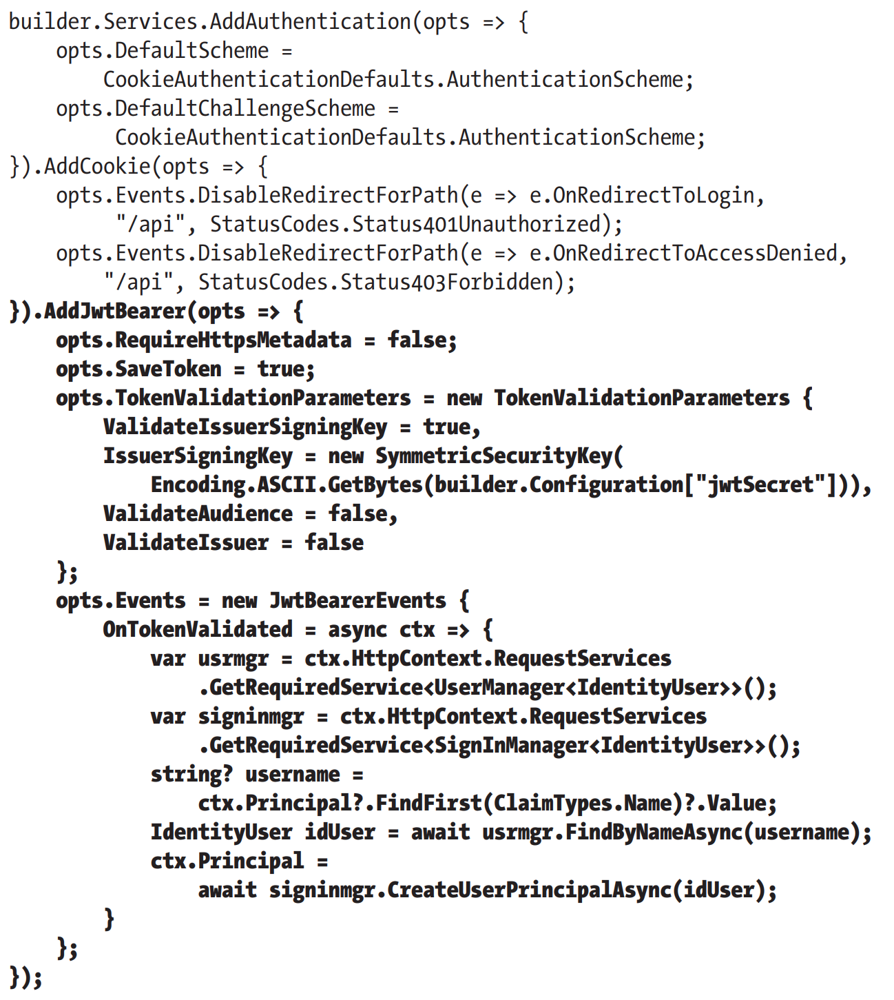 builder.Services.AddAuthentication(opts => {
    opts.DefaultScheme =
        CookieAuthenticationDefaults.AuthenticationScheme;
    opts.DefaultChallengeScheme =
         CookieAuthenticationDefaults.AuthenticationScheme;
}).AddCookie(opts => {
    opts.Events.DisableRedirectForPath(e => e.OnRedirectToLogin,
         "/api", StatusCodes.Status401Unauthorized);
    opts.Events.DisableRedirectForPath(e => e.OnRedirectToAccessDenied,
        "/api", StatusCodes.Status403Forbidden);
}).AddJwtBearer(opts => {
    opts.RequireHttpsMetadata = false;
    opts.SaveToken = true;
    opts.TokenValidationParameters = new TokenValidationParameters {
        ValidateIssuerSigningKey = true,
        IssuerSigningKey = new SymmetricSecurityKey(
            Encoding.ASCII.GetBytes(builder.Configuration["jwtSecret"])),
        ValidateAudience = false,
        ValidateIssuer = false
    };
    opts.Events = new JwtBearerEvents {
        OnTokenValidated = async ctx => {
            var usrmgr = ctx.HttpContext.RequestServices
                .GetRequiredService<UserManager<IdentityUser>>();
            var signinmgr = ctx.HttpContext.RequestServices
                .GetRequiredService<SignInManager<IdentityUser>>();
            string? username =
                ctx.Principal?.FindFirst(ClaimTypes.Name)?.Value;
            IdentityUser idUser = await usrmgr.FindByNameAsync(username);
            ctx.Principal =
                await signinmgr.CreateUserPrincipalAsync(idUser);
        }
    };
});